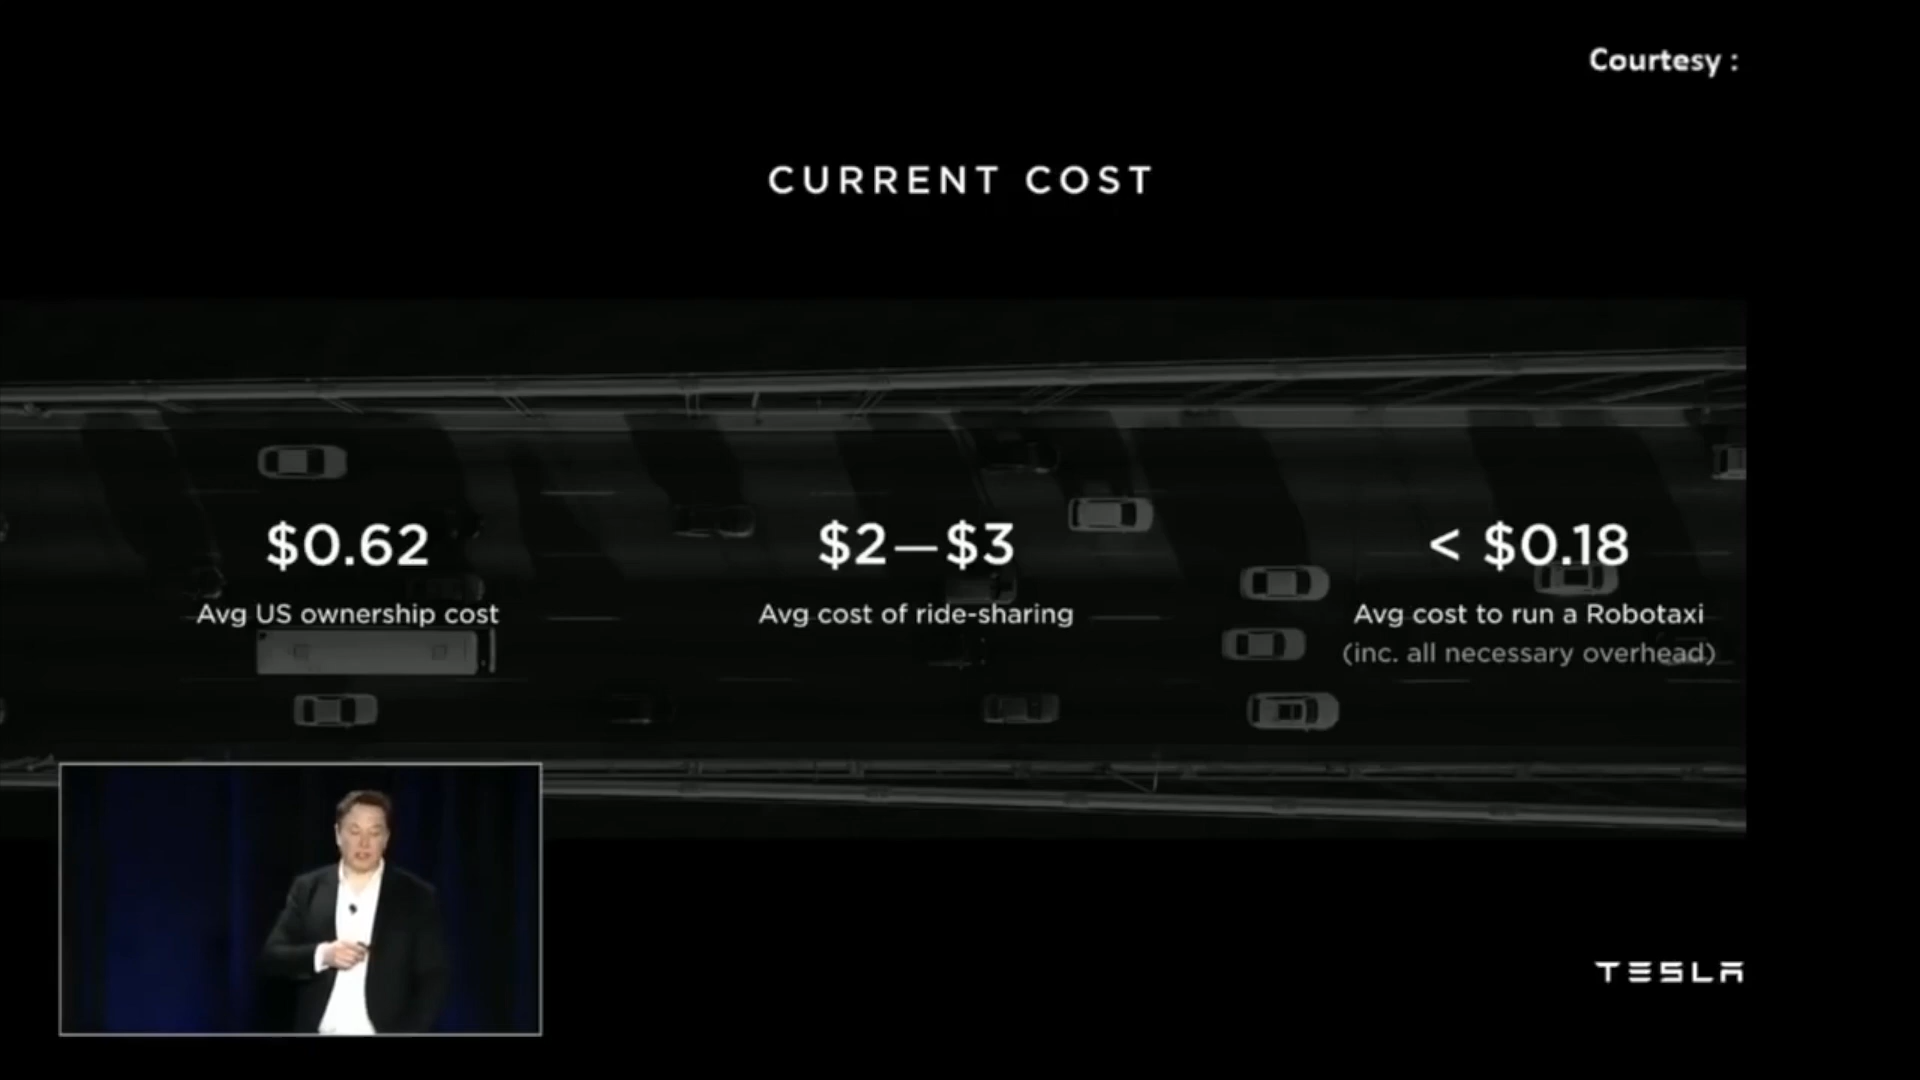 Courtesy :
CURRENT COST
$0.62
Avg US ownership cost
$2—$3
Avg cost of ride-sharing
< $0.18
Avg cost to run a Robotaxi
(inc. all necessary overhead)
TESLA